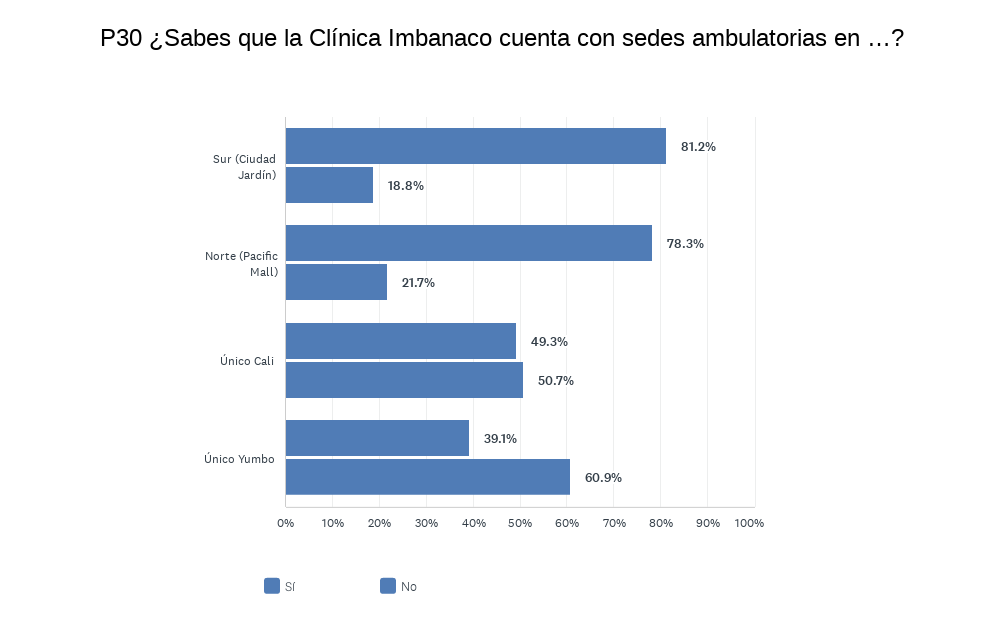 P30 ¿Sabes que la Clínica Imbanaco cuenta con sedes ambulatorias en …?
Sur (Ciudad
Jardín)
81.2%
18.8%
Norte (Pacific
Mall)
78.3%
21.7%
Único Cali
49.3%
50.7%
Único Yumbo
39.1%
60.9%
0% 10% 20% 30% 40% 50% 60% 70% 80% 90% 100%
Sí No